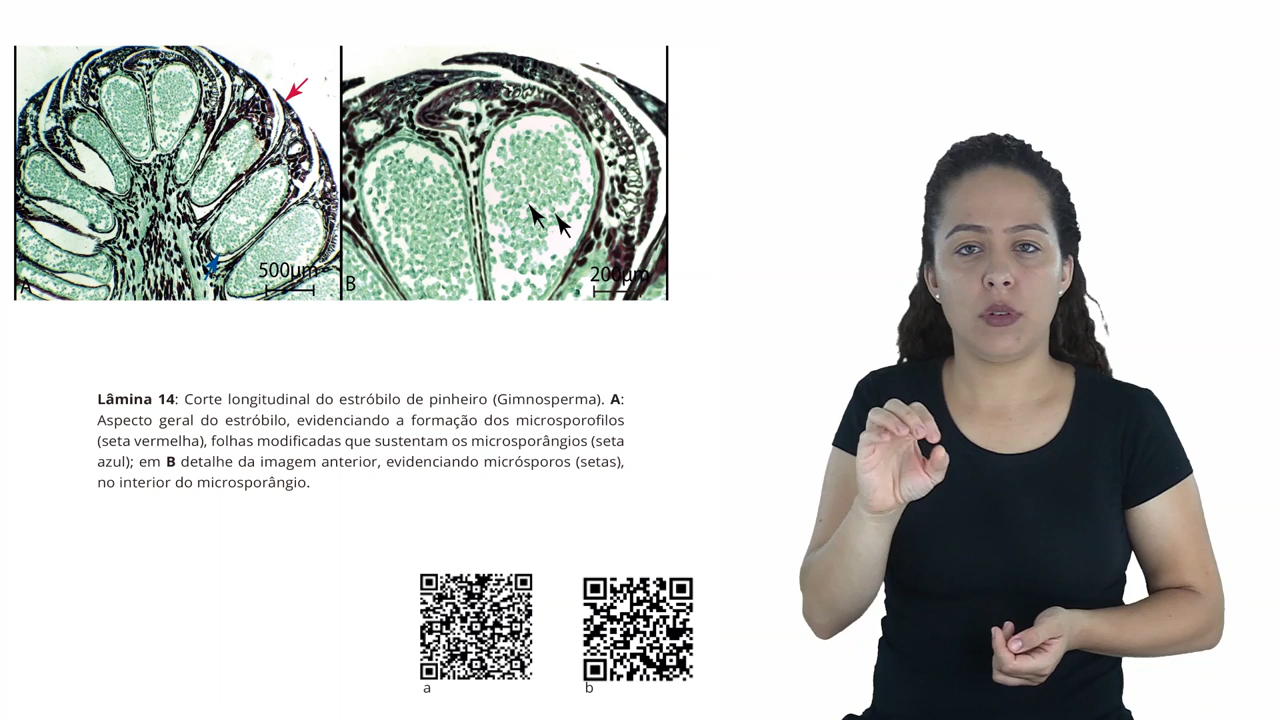 500µm
A
200µm
B
Lâmina 14: Corte longitudinal do estróbilo de pinheiro (Gimnosperma). A:
Aspecto geral do estróbilo, evidenciando a formação dos microsporofilos
(seta vermelha), folhas modificadas que sustentam os microsporângios (seta
azul); em B detalhe da imagem anterior, evidenciando micrósporos (setas),
no interior do microsporângio.
a
b